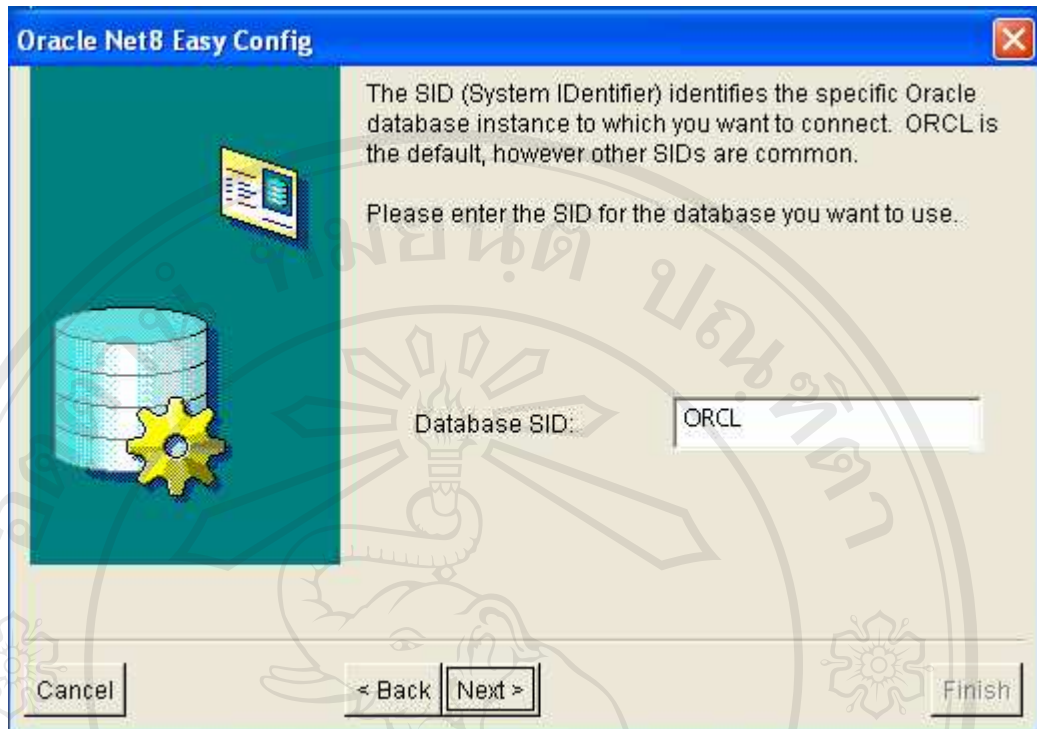 Oracle Net8 Easy Config
The SID (System IDentifier) identifies the specific Oracle
database instance to which you want to connect. ORCL is
the default, however other SIDs are common.
Please enter the SID for the database you want to use.
Database SID: ORCL
Cancel
< Back
Next >
Finish